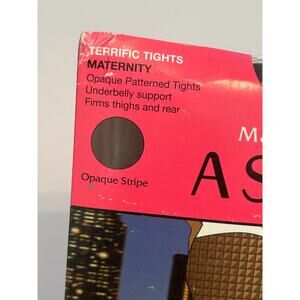 TERRIFIC TIGHTS
MATERNITY
Opaque Patterned Tights
Underbelly support
Firms thighs and rear
Opaque Stripe